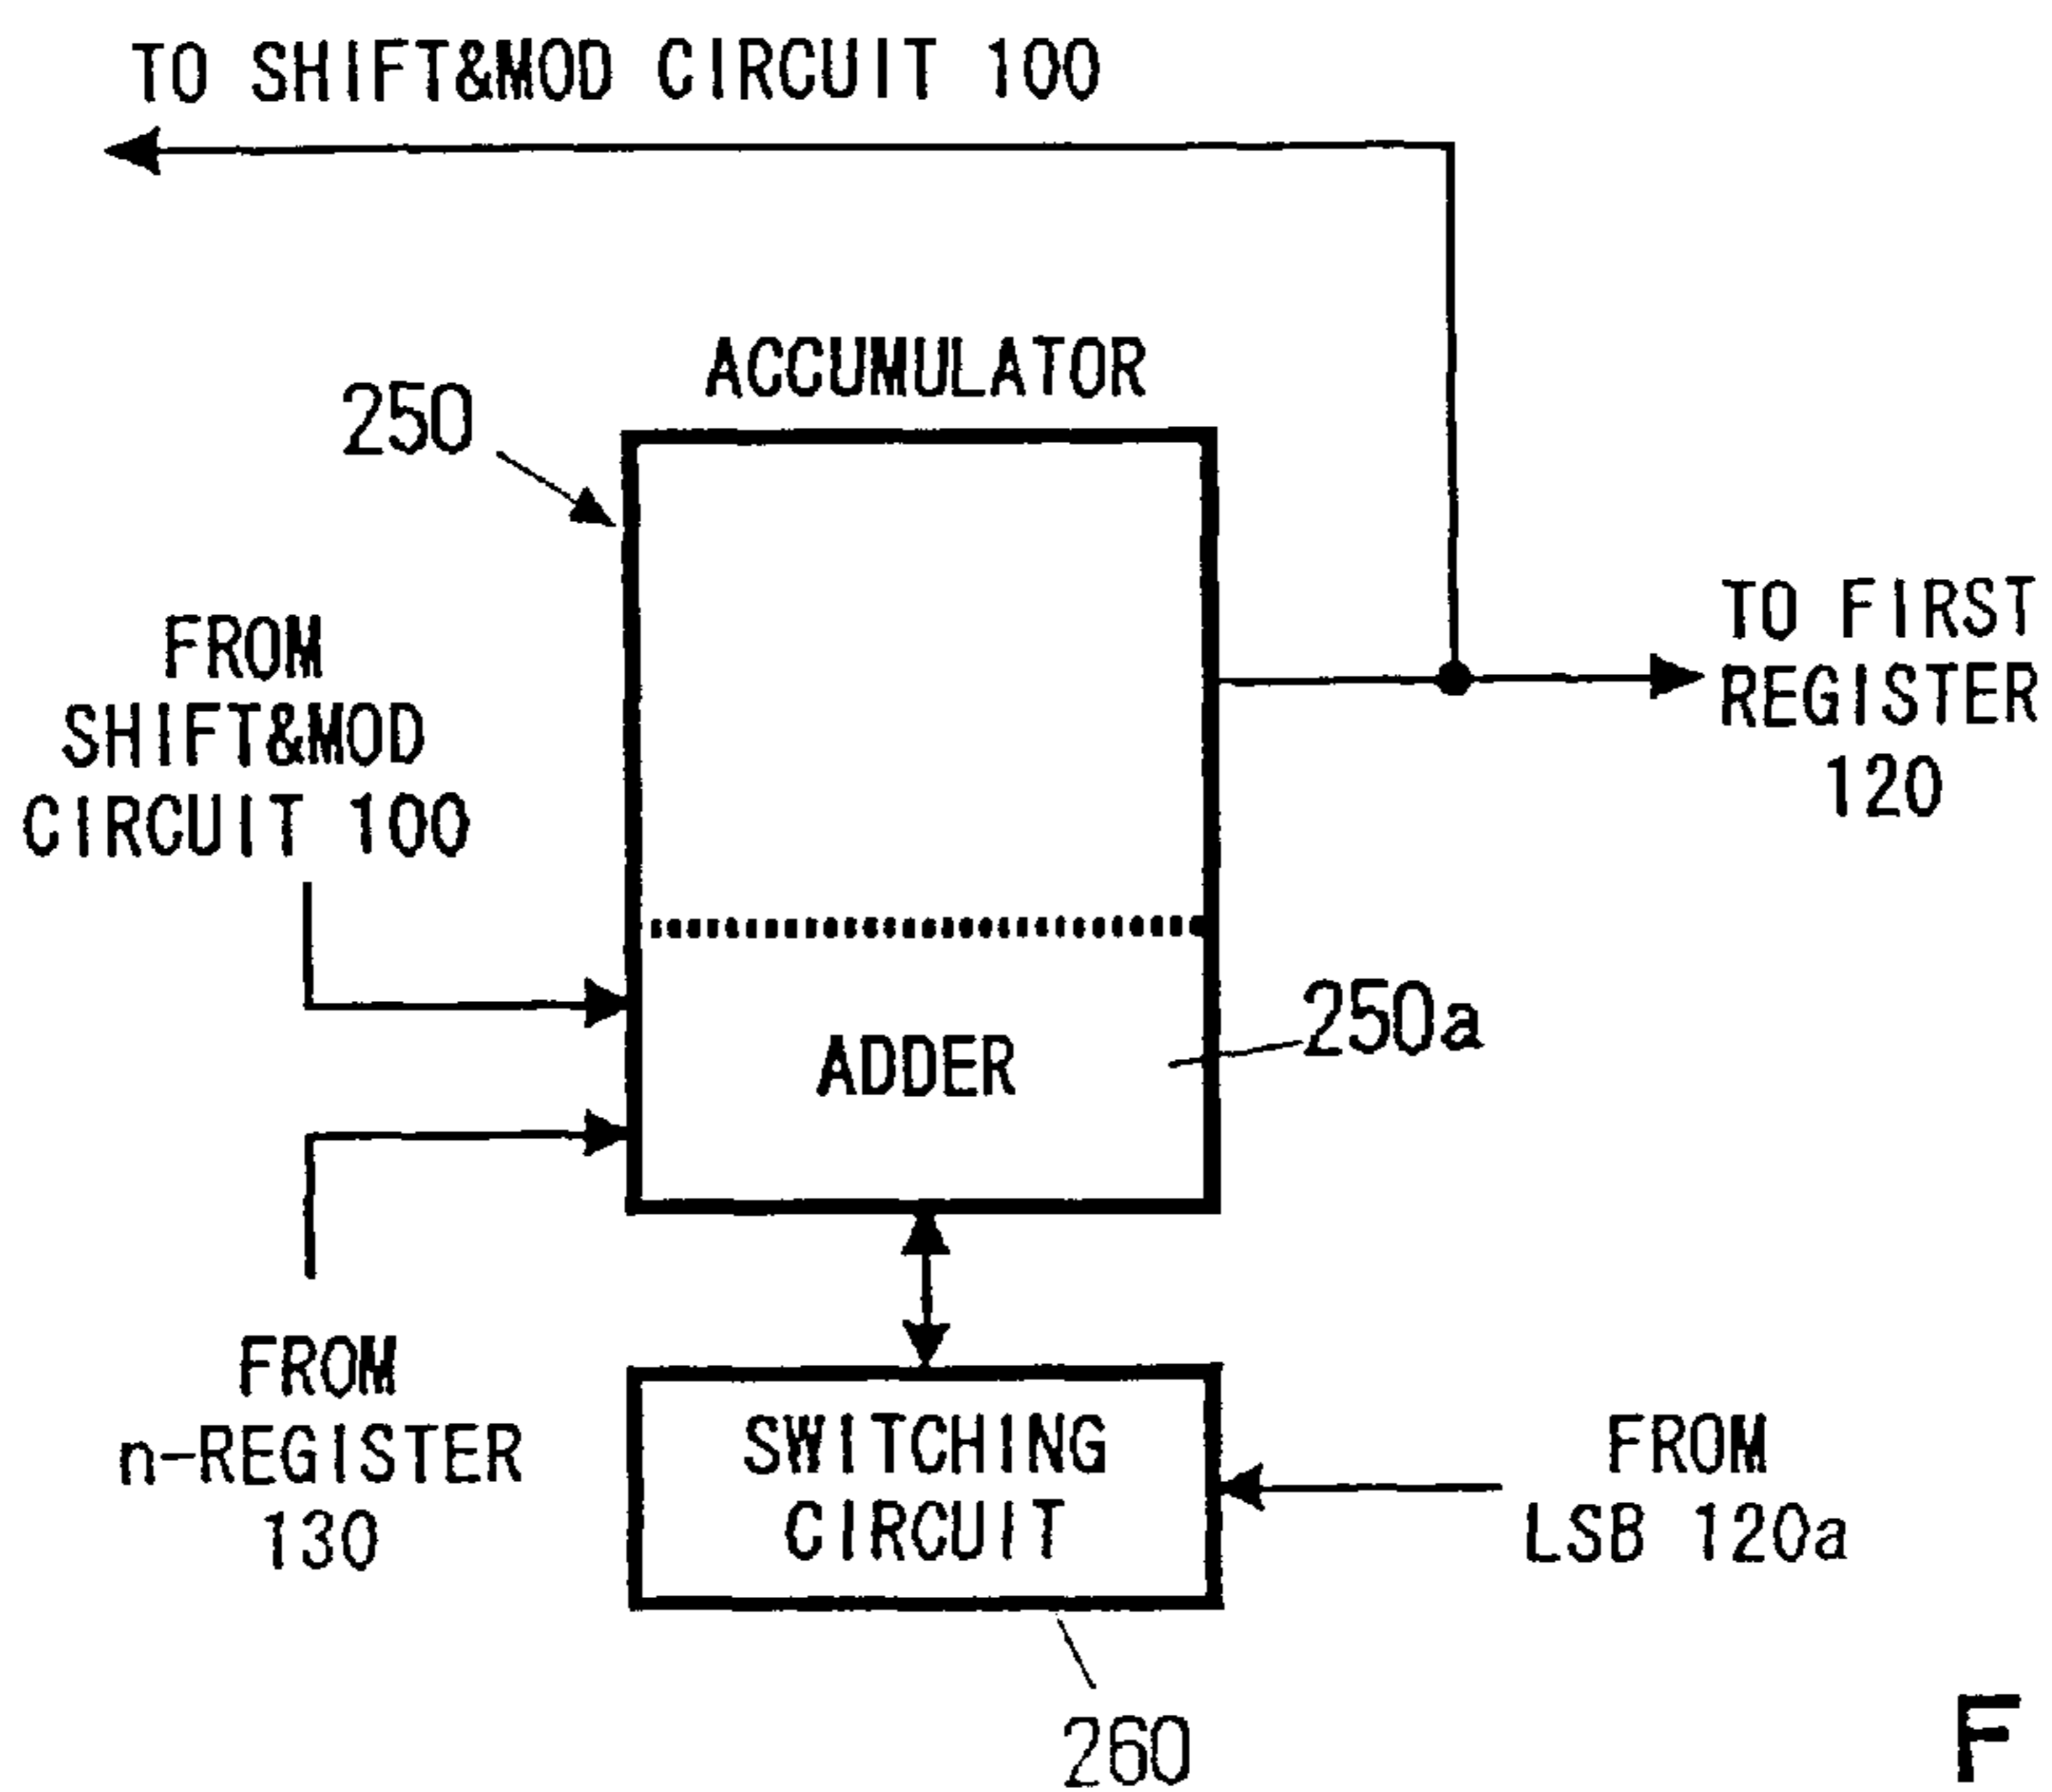 TO SHIFT&MOD CIRCUIT 100
ACCUMULATOR
250
FROM
SHIFT&MOD
CIRCUIT 100
TO FIRST
REGISTER
120
ADDER
250a
FROM
n-REGISTER
130
SWITCHING
CIRCUIT
FROM
LSB 120a
260
F